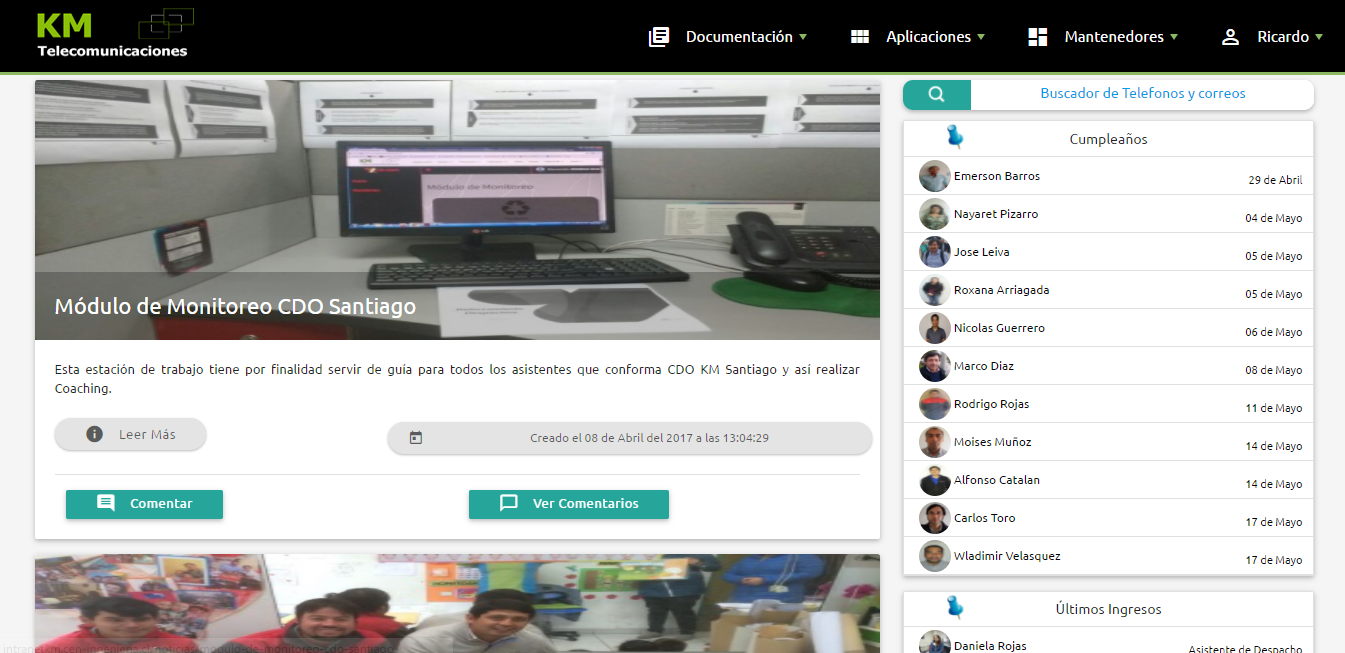 KM
Telecomunicaciones
Documentación
Aplicaciones
Mantenedores
Ricardo
Módulo de Monitoreo
Módulo de Monitoreo CDO Santiago
Esta estación de trabajo tiene por finalidad servir de guía para todos los asistentes que conforma CDO KM Santiago y así realizar
Coaching.
Leer Más
Creado el 08 de Abril del 2017 a las 13:04:29
Comentar
Ver Comentarios
Buscador de Telefonos y correos
Cumpleaños
Emerson Barros 29 de Abril
Nayaret Pizarro 04 de Mayo
Jose Leiva 05 de Mayo
Roxana Arriagada 05 de Mayo
Nicolas Guerrero 06 de Mayo
Marco Diaz 08 de Mayo
Rodrigo Rojas 11 de Mayo
Moises Muñoz 14 de Mayo
Alfonso Catalan 14 de Mayo
Carlos Toro 17 de Mayo
Wladimir Velasquez 17 de Mayo
Últimos Ingresos
Daniela Rojas Asistente de Despacho